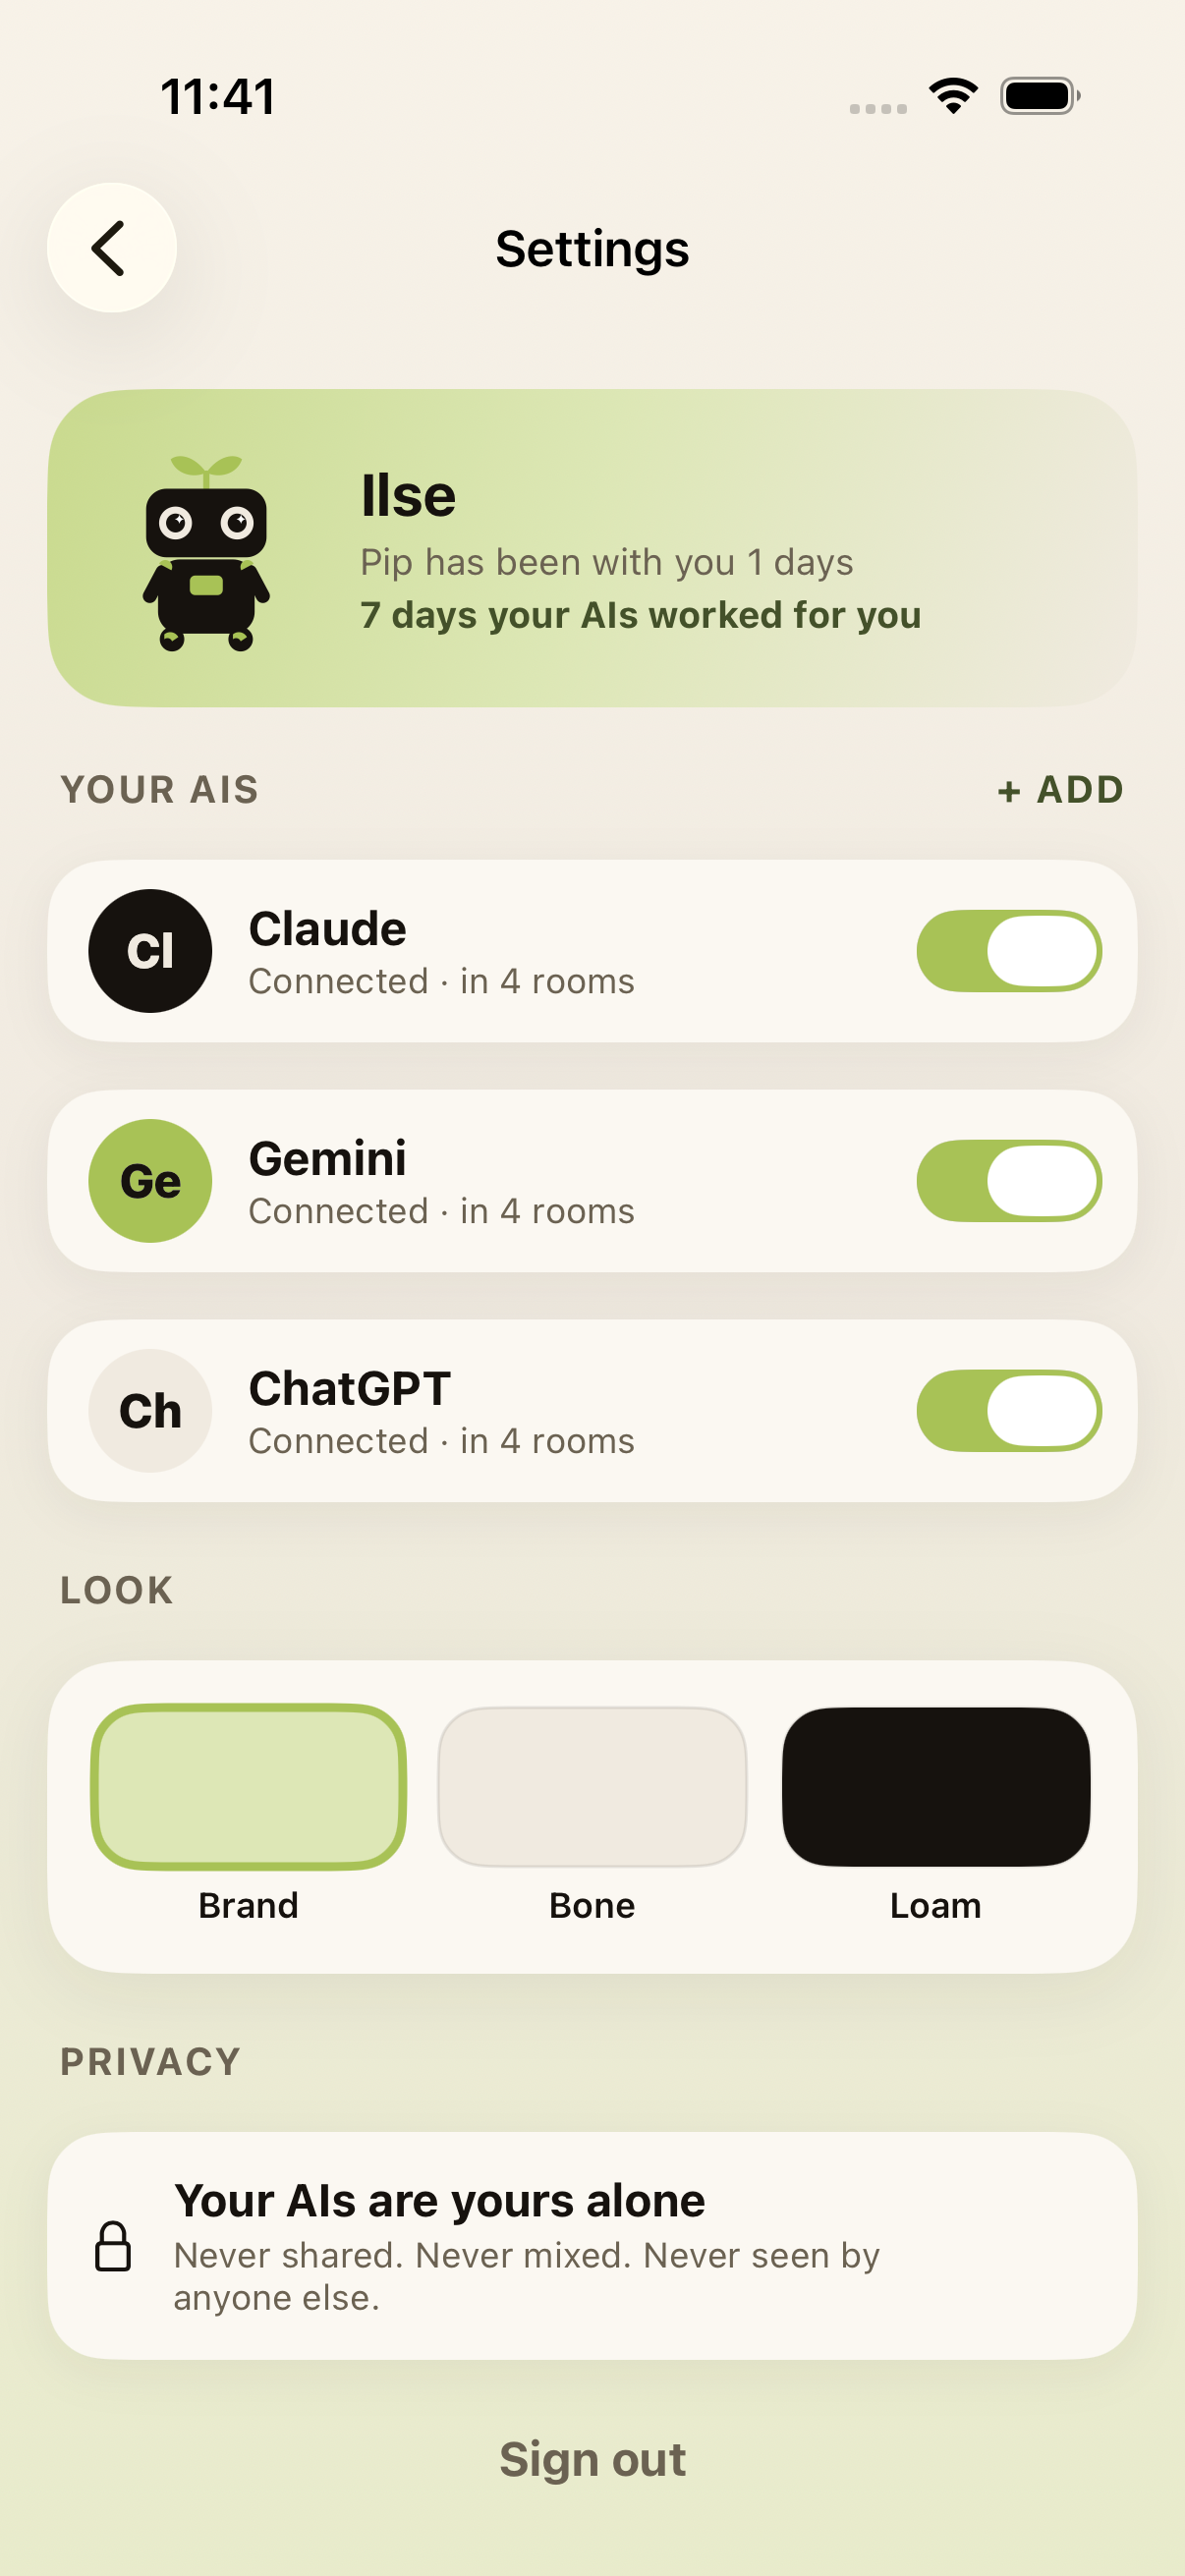 11:41
Settings
Ilse
Pip has been with you 1 days
7 days your AIs worked for you
YOUR AIS
+ ADD
Cl
Claude
Connected · in 4 rooms
Ge
Gemini
Connected · in 4 rooms
Ch
ChatGPT
Connected · in 4 rooms
LOOK
Brand
Bone
Loam
PRIVACY
Your AIs are yours alone
Never shared. Never mixed. Never seen by
anyone else.
Sign out